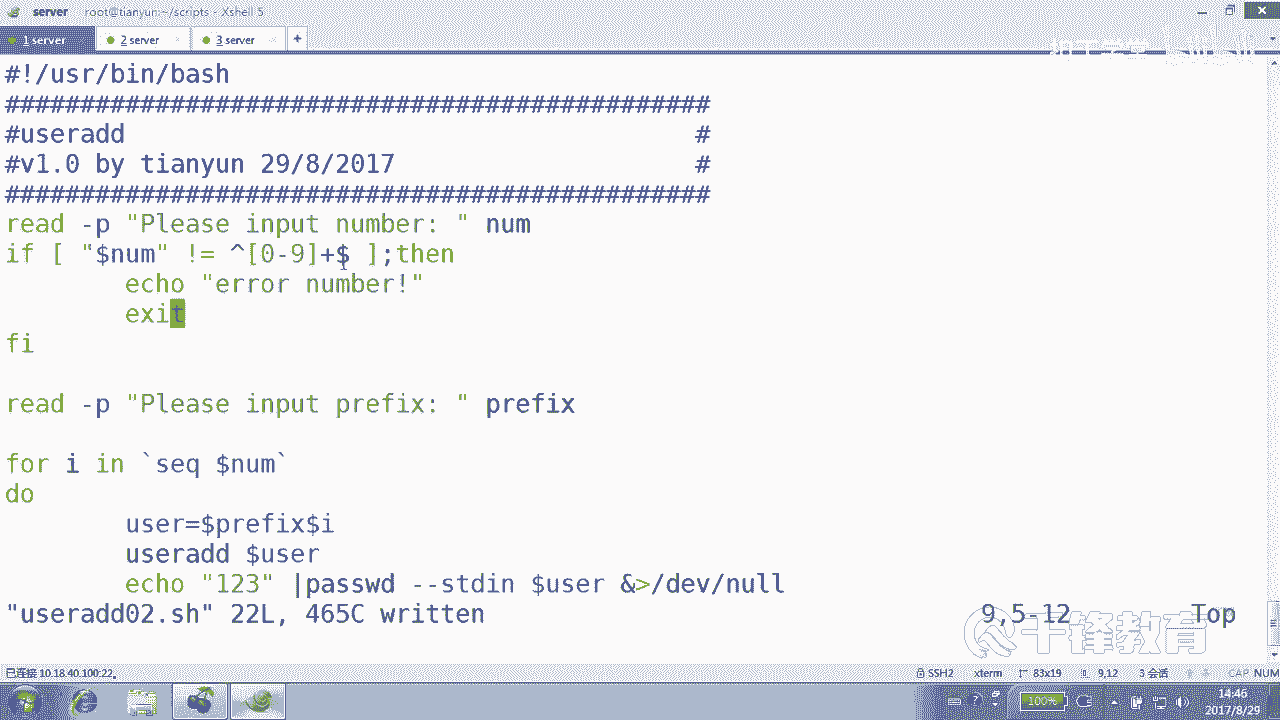 server root@tianyun:~/scripts - Xshell 5
1 server 2 server 3 server +
#!/usr/bin/bash
###############################################
#useradd #
#v1.0 by tianyun 29/8/2017 #
###############################################
read -p "Please input number: " num
if [ "$num" != ^[0-9]+$ ];then
echo "error number!"
exit
fi
read -p "Please input prefix: " prefix
for i in `seq $num`
do
user=$prefix$i
useradd $user
echo "123" |passwd --stdin $user &>/dev/null
"useradd02.sh" 22L, 465C written 9,5-12 Top
千锋教育
已连接 10.18.40.100:22。 SSH2 xterm 83x19 9,12 3 会话 CAP NUM
100% 14:46
2017/8/29